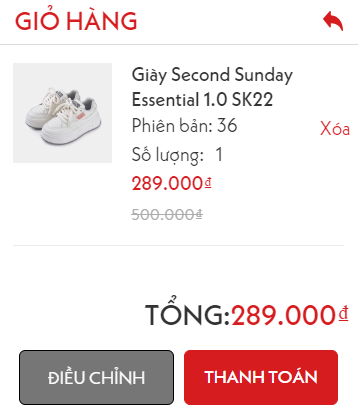 GIỎ HÀNG
Giày Second Sunday
Essential 1.0 SK22
Phiên bản: 36
Xóa
Số lượng: 1
289.000₫
500.000₫
TỔNG:289.000₫
ĐIỀU CHỈNH
THANH TOÁN